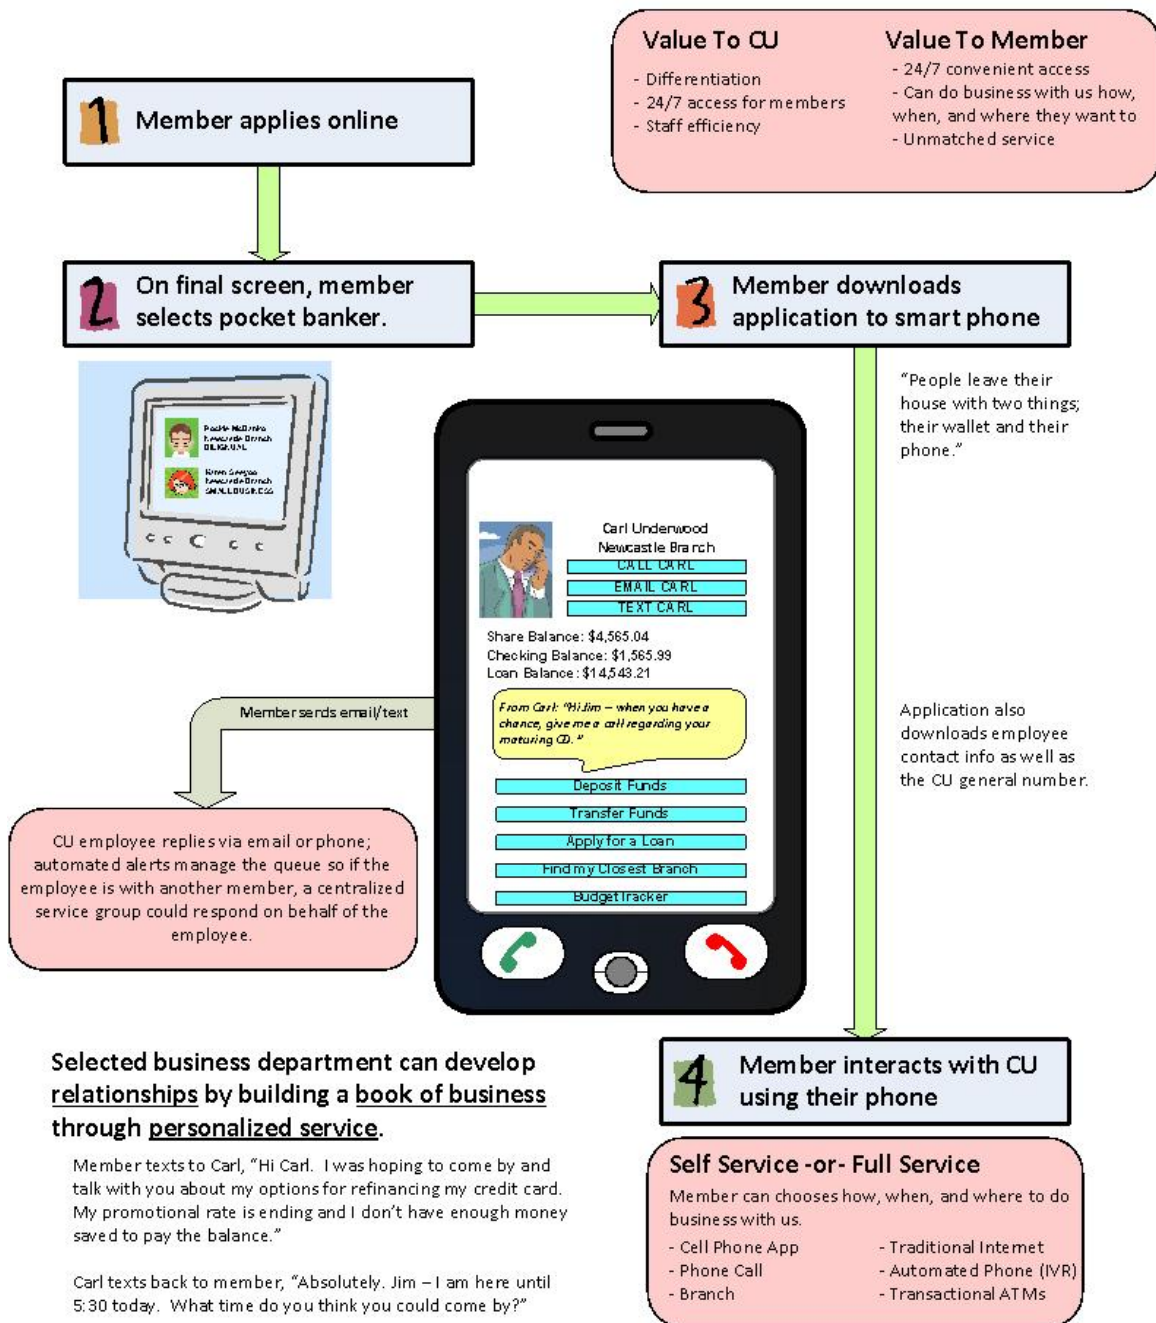 Value To CU
- Differentiation
- 24/7 access for members
- Staff efficiency
Value To Member
- 24/7 convenient access
- Can do business with us how,
when, and where they want to
- Unmatched service
1
Member applies online
2
On final screen, member
selects pocket banker.
3
Member downloads
application to smart phone
Newcastle Branch
Newcastle Branch
SMALL BUSINESS
"People leave their
house with two things;
their wallet and their
phone."
Carl Underwood
Newcastle Branch
CALL CARL
EMAIL CARL
TEXT CARL
Share Balance: $4,565.04
Checking Balance: $1,565.99
Loan Balance: $14,543.21
From Carl: "Hi Jim – when you have a
chance, give me a call regarding your
maturing CD."
Deposit Funds
Transfer Funds
Apply for a Loan
Find my Closest Branch
Budget Tracker
Member sends email/text
Application also
downloads employee
contact info as well as
the CU general number.
CU employee replies via email or phone;
automated alerts manage the queue so if the
employee is with another member, a centralized
service group could respond on behalf of the
employee.
Selected business department can develop
relationships by building a book of business
through personalized service.
Member texts to Carl, "Hi Carl.  I was hoping to come by and
talk with you about my options for refinancing my credit card.
My promotional rate is ending and I don't have enough money
saved to pay the balance."
Carl texts back to member, "Absolutely. Jim – I am here until
5:30 today.  What time do you think you could come by?"
4
Member interacts with CU
using their phone
Self Service -or- Full Service
Member can chooses how, when, and where to do
business with us.
- Cell Phone App
- Phone Call
- Branch
- Traditional Internet
- Automated Phone (IVR)
- Transactional ATMs